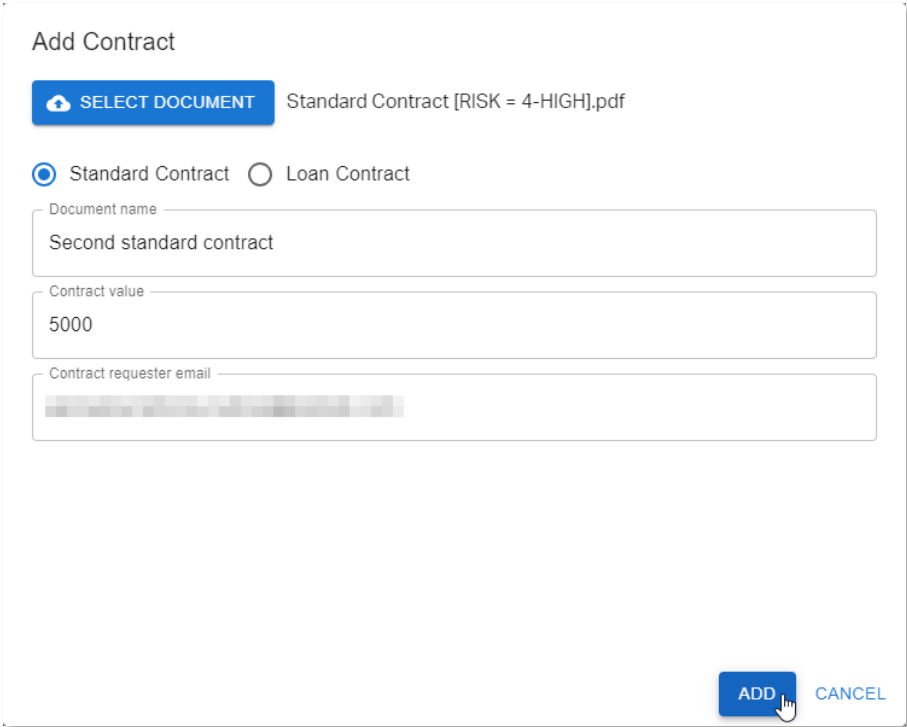 Add Contract
SELECT DOCUMENT Standard Contract [RISK = 4-HIGH].pdf
Standard Contract Loan Contract
Document name
Second standard contract
Contract value
5000
Contract requester email
ADD CANCEL